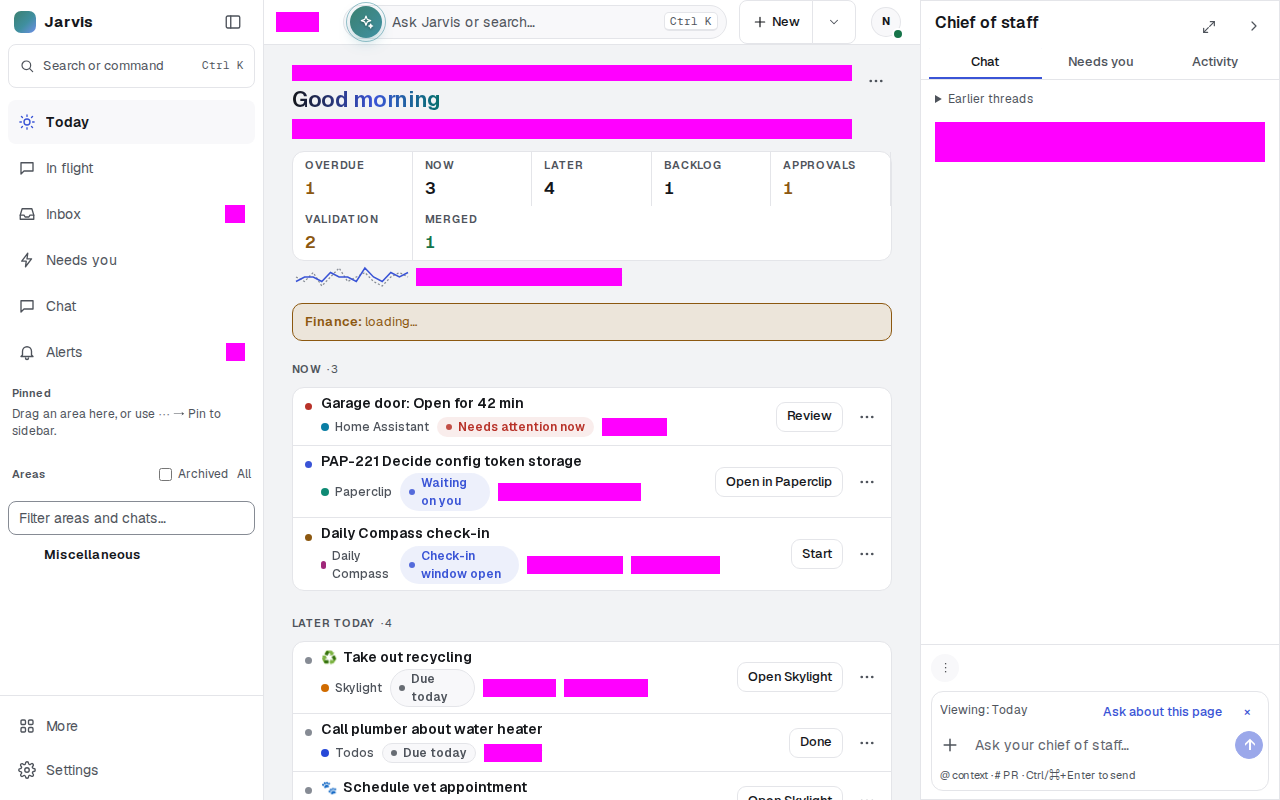 Jarvis
Search or command
Ctrl K
Today
In flight
Inbox
Needs you
Chat
Alerts
Pinned
Drag an area here, or use ··· → Pin to
sidebar.
Areas
Archived
All
Filter areas and chats…
Miscellaneous
More
Settings
Ask Jarvis or search…
Ctrl K
New
N
Good morning
OVERDUE
1
NOW
3
LATER
4
BACKLOG
1
APPROVALS
1
VALIDATION
2
MERGED
1
Finance: loading…
NOW · 3
Garage door: Open for 42 min
Home Assistant
Needs attention now
Review
PAP-221 Decide config token storage
Paperclip
Waiting
on you
Open in Paperclip
Daily Compass check-in
Daily
Compass
Check-in
window open
Start
LATER TODAY · 4
♻️ Take out recycling
Skylight
Due
today
Open Skylight
Call plumber about water heater
Todos
Due today
Done
🐾 Schedule vet appointment
Open Skylight
Chief of staff
Chat
Needs you
Activity
Earlier threads
Viewing: Today
Ask about this page
×
Ask your chief of staff…
@ context · # PR · Ctrl/⌘+Enter to send